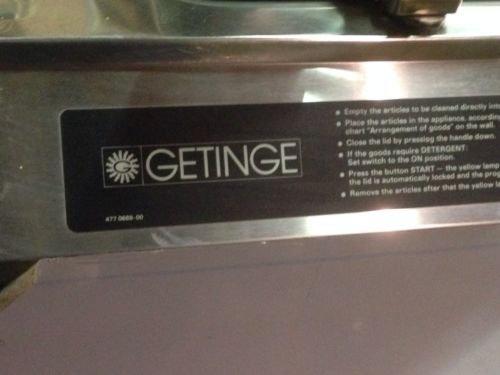 GETINGE
477 0669-00
• Empty the articles to be cleaned directly into
• Place the articles in the appliance, according
chart "Arrangement of goods" on the wall.
• Close the lid by pressing the handle down.
• If the goods require DETERGENT:
Set switch to the ON position.
• Press the button START — the yellow lamp
the lid is automatically locked and the prog
• Remove the articles after that the yellow